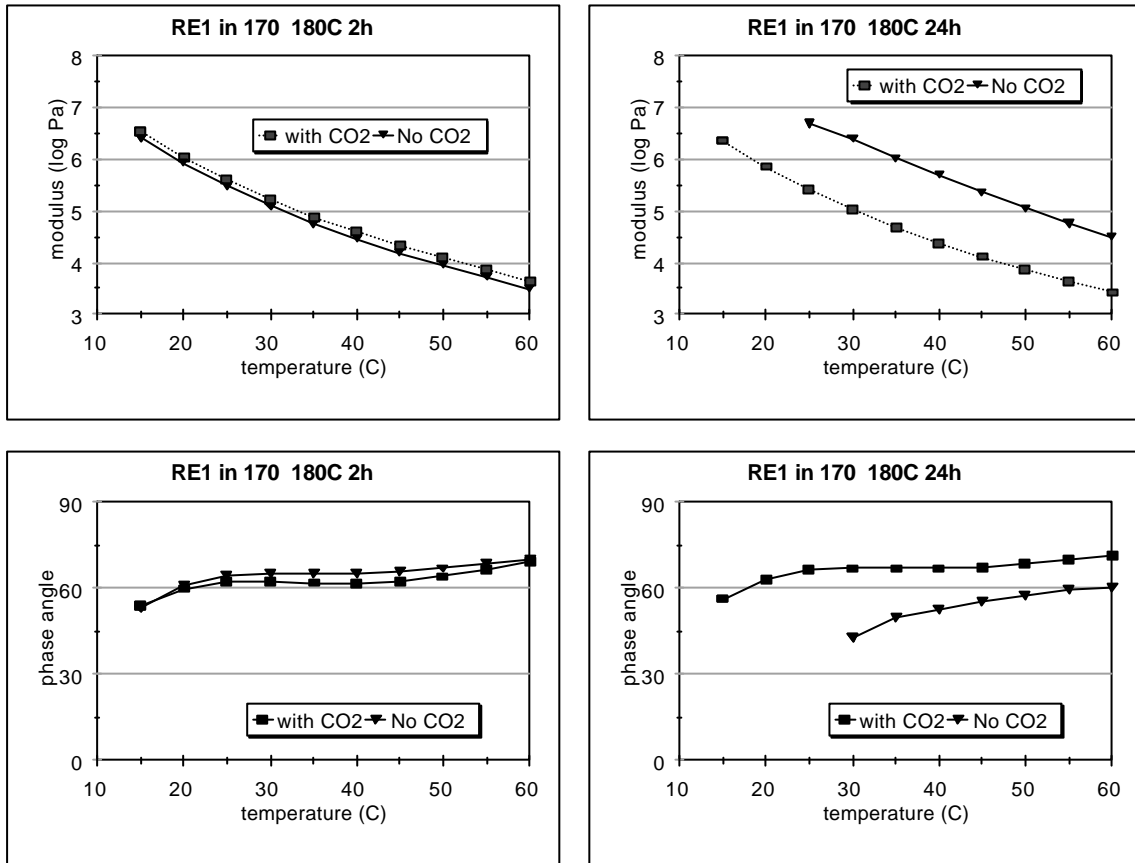 RE1 in 170 180C 2h
8
7
6
5
4
3
modulus (log Pa)
with CO2 No CO2
10 20 30 40 50 60
temperature (C)
RE1 in 170 180C 24h
8
7
6
5
4
3
modulus (log Pa)
with CO2 No CO2
10 20 30 40 50 60
temperature (C)
RE1 in 170 180C 2h
90
60
30
0
phase angle
with CO2 No CO2
10 20 30 40 50 60
temperature (C)
RE1 in 170 180C 24h
90
60
30
0
phase angle
with CO2 No CO2
10 20 30 40 50 60
temperature (C)